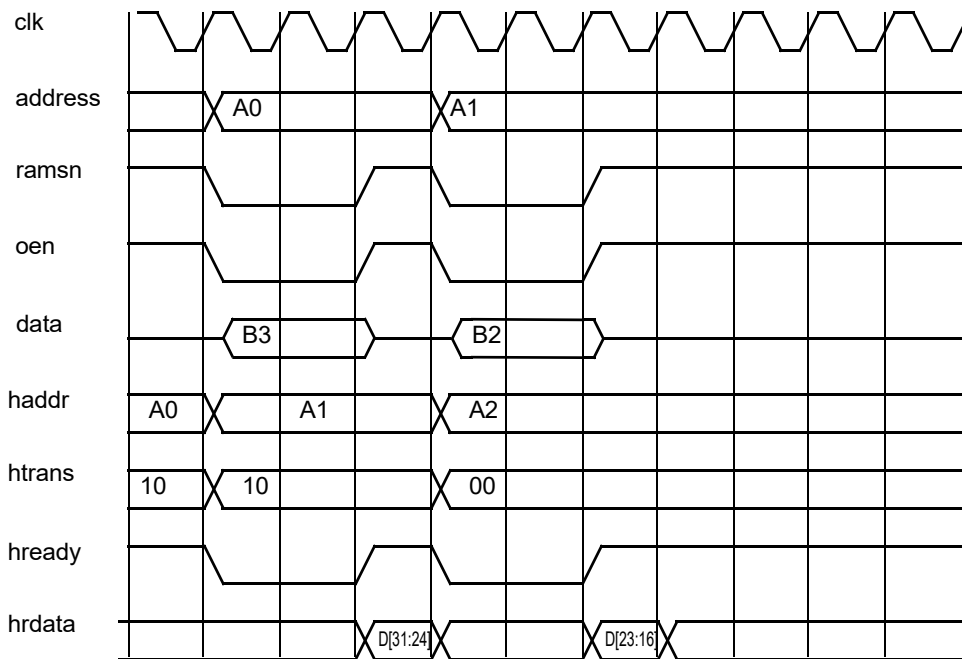 clk
address A0 A1
ramsn
oen
data B3 B2
haddr A0 A1 A2
htrans 10 10 00
hready
hrdata D[31:24] D[23:16]